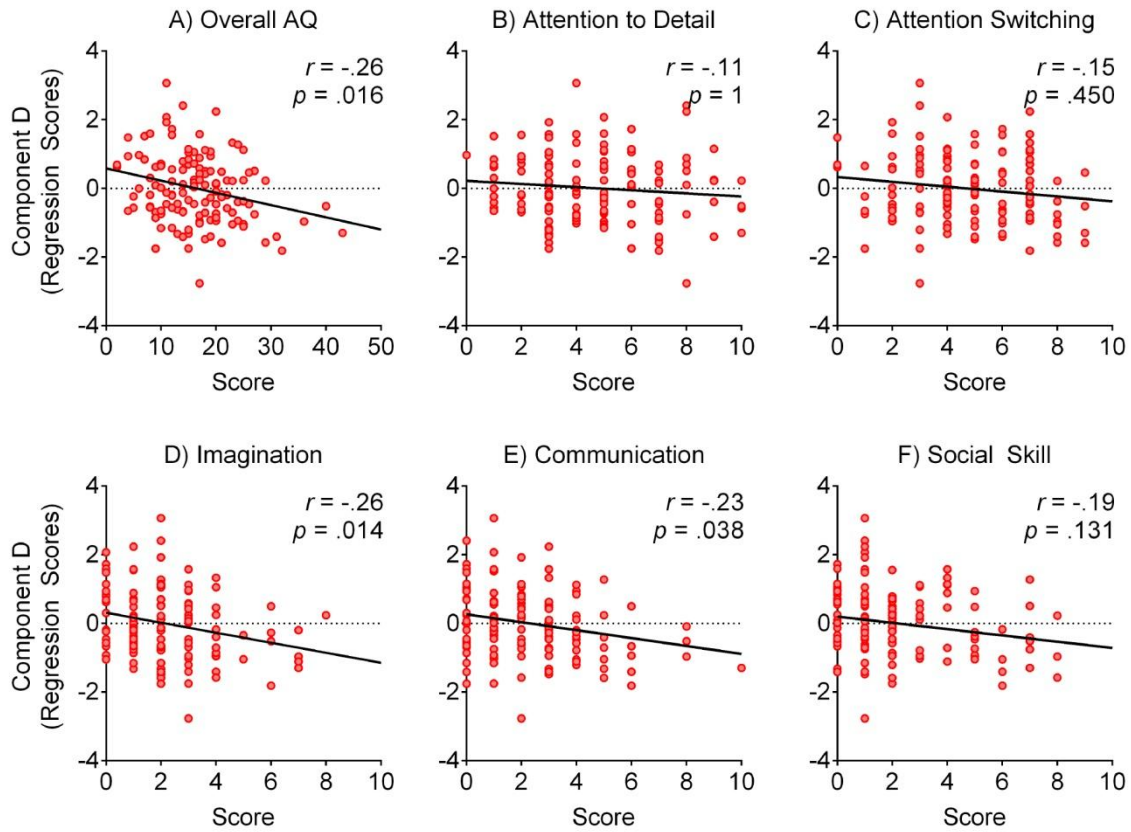 A) Overall AQ
B) Attention to Detail
C) Attention Switching
r = -.26
p = .016
r = -.11
p = 1
r = -.15
p = .450
Component D
(Regression Scores)
4
2
0
-2
-4
0 10 20 30 40 50
Score
4
2
0
-2
-4
0 2 4 6 8 10
Score
4
2
0
-2
-4
0 2 4 6 8 10
Score
D) Imagination
E) Communication
F) Social Skill
r = -.26
p = .014
r = -.23
p = .038
r = -.19
p = .131
Component D
(Regression Scores)
4
2
0
-2
-4
0 2 4 6 8 10
Score
4
2
0
-2
-4
0 2 4 6 8 10
Score
4
2
0
-2
-4
0 2 4 6 8 10
Score